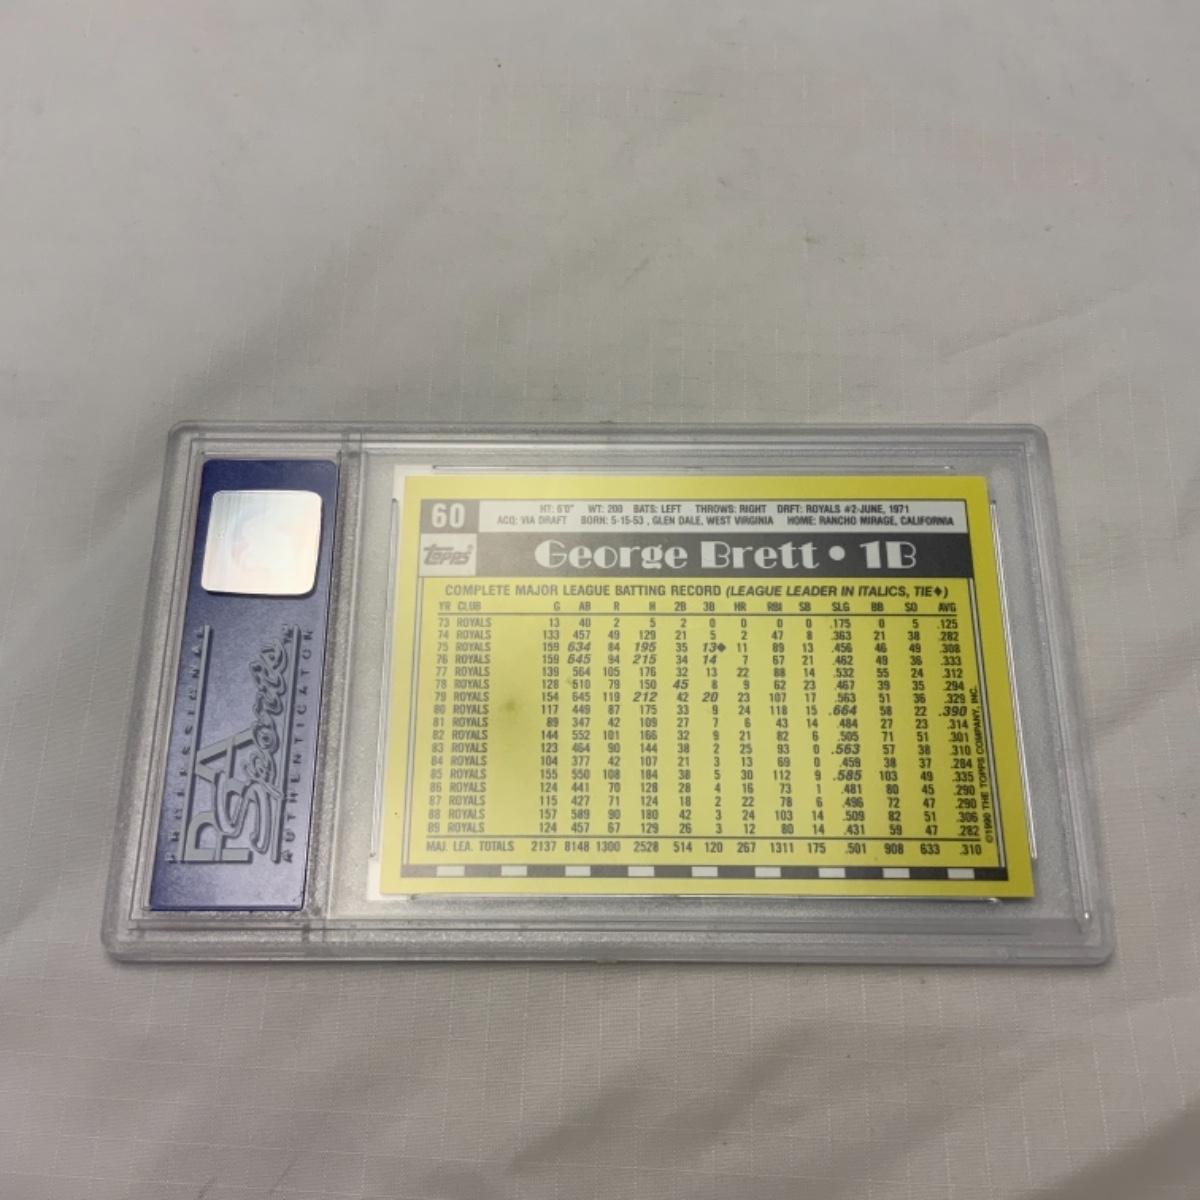 60
HT: 6'0" WT: 200 BATS: LEFT THROWS: RIGHT DRFT: ROYALS #2-JUNE, 1971
ACQ: VIA DRAFT BORN: 5-15-53 , GLEN DALE, WEST VIRGINIA HOME: RANCHO MIRAGE, CALIFORNIA
TOPPS
George Brett • 1B
COMPLETE MAJOR LEAGUE BATTING RECORD (LEAGUE LEADER IN ITALICS, TIE♦)
YR CLUB G AB R H 2B 3B HR RBI SB SLG BB SO AVG
73 ROYALS 13 40 2 5 2 0 0 0 0 .175 0 5 .125
74 ROYALS 133 457 49 129 21 5 2 47 8 .363 21 38 .282
75 ROYALS 159 634 84 195 35 13♦ 11 89 13 .456 46 49 .308
76 ROYALS 159 645 94 215 34 14 7 67 21 .462 49 36 .333
77 ROYALS 139 564 105 176 32 13 22 88 14 .532 55 24 .312
78 ROYALS 128 510 79 150 45 8 9 62 23 .467 39 35 .294
79 ROYALS 154 645 119 212 42 20 23 107 17 .563 51 36 .329
80 ROYALS 117 449 87 175 33 9 24 118 15 .664 58 22 .390
81 ROYALS 89 347 42 109 27 7 6 43 14 .484 27 23 .314
82 ROYALS 144 552 101 166 32 9 21 82 6 .505 71 51 .301
83 ROYALS 123 464 90 144 38 2 25 93 0 .563 57 38 .310
84 ROYALS 104 377 42 107 21 3 13 69 0 .459 38 37 .284
85 ROYALS 155 550 108 184 38 5 30 112 9 .585 103 49 .335
86 ROYALS 124 441 70 128 28 4 16 73 1 .481 80 45 .290
87 ROYALS 115 427 71 124 18 2 22 78 6 .496 72 47 .290
88 ROYALS 157 589 90 180 42 3 24 103 14 .509 82 51 .306
89 ROYALS 124 457 67 129 26 3 12 80 14 .431 59 47 .282
MAJ. LEA. TOTALS 2137 8148 1300 2528 514 120 267 1311 175 .501 908 633 .310
©1990 THE TOPPS COMPANY, INC.
PROFESSIONAL
PSA Sports™
AUTHENTICATION